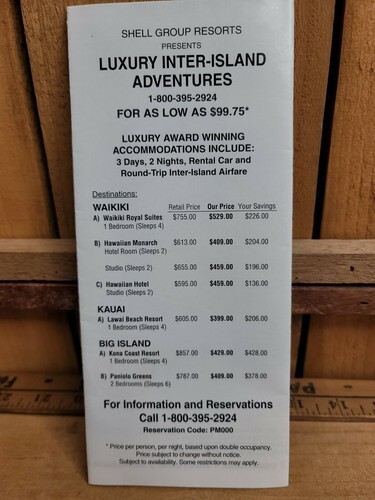 SHELL GROUP RESORTS
PRESENTS
LUXURY INTER-ISLAND
ADVENTURES
1-800-395-2924
FOR AS LOW AS $99.75*
LUXURY AWARD WINNING
ACCOMMODATIONS INCLUDE:
3 Days, 2 Nights, Rental Car and
Round-Trip Inter-Island Airfare
Destinations:
WAIKIKI Retail Price Our Price Your Savings
A) Waikiki Royal Suites $755.00 $529.00 $226.00
1 Bedroom (Sleeps 4)
B) Hawaiian Monarch $613.00 $409.00 $204.00
Hotel Room (Sleeps 2)
Studio (Sleeps 2) $655.00 $459.00 $196.00
C) Hawaiian Hotel $595.00 $459.00 $136.00
Studio (Sleeps 2)
KAUAI
A) Lawai Beach Resort $605.00 $399.00 $206.00
1 Bedroom (Sleeps 4)
BIG ISLAND
A) Kona Coast Resort $857.00 $429.00 $428.00
1 Bedroom (Sleeps 4)
B) Paniolo Greens $787.00 $409.00 $378.00
2 Bedrooms (Sleeps 6)
For Information and Reservations
Call 1-800-395-2924
Reservation Code: PM000
* Price per person, per night, based upon double occupancy.
Price subject to change without notice.
Subject to availability. Some restrictions may apply.